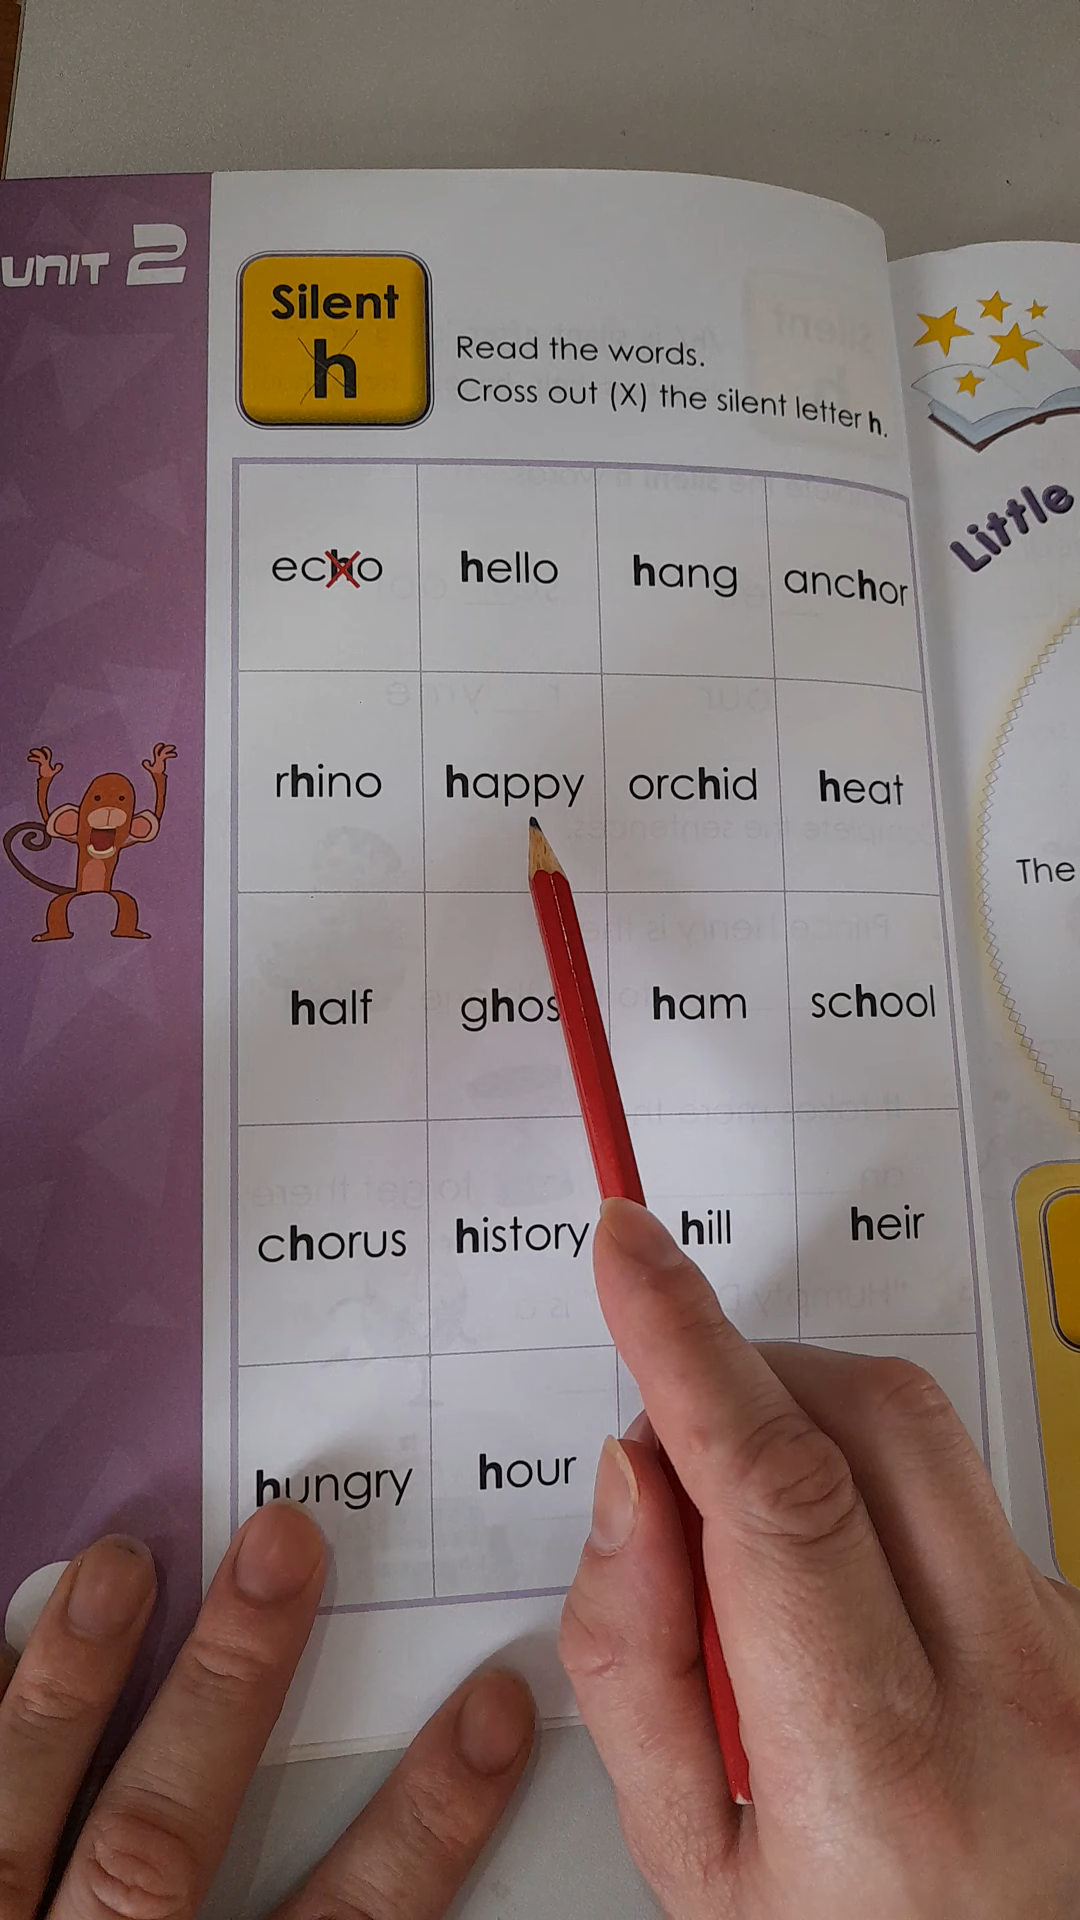 UNIT 2
Silent
h
Read the words.
Cross out (X) the silent letter h.
echo hello hang anchor
rhino happy orchid heat
half ghos ham school
chorus history hill heir
hungry hour
Little
The